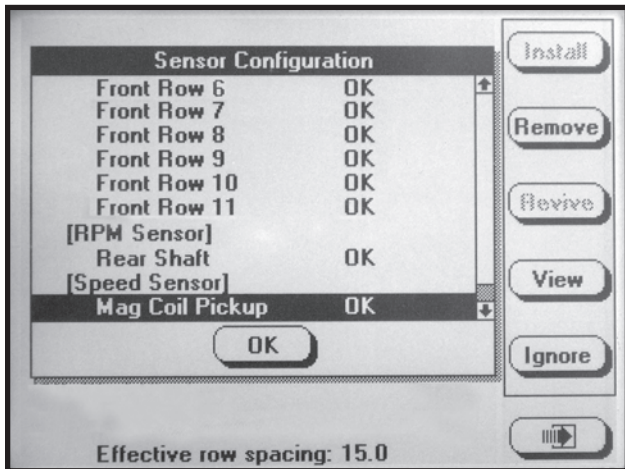 Sensor Configuration
Front Row 6 OK
Front Row 7 OK
Front Row 8 OK
Front Row 9 OK
Front Row 10 OK
Front Row 11 OK
[RPM Sensor]
Rear Shaft OK
[Speed Sensor]
Mag Coil Pickup OK
OK
Effective row spacing: 15.0
Install
Remove
Revive
View
Ignore